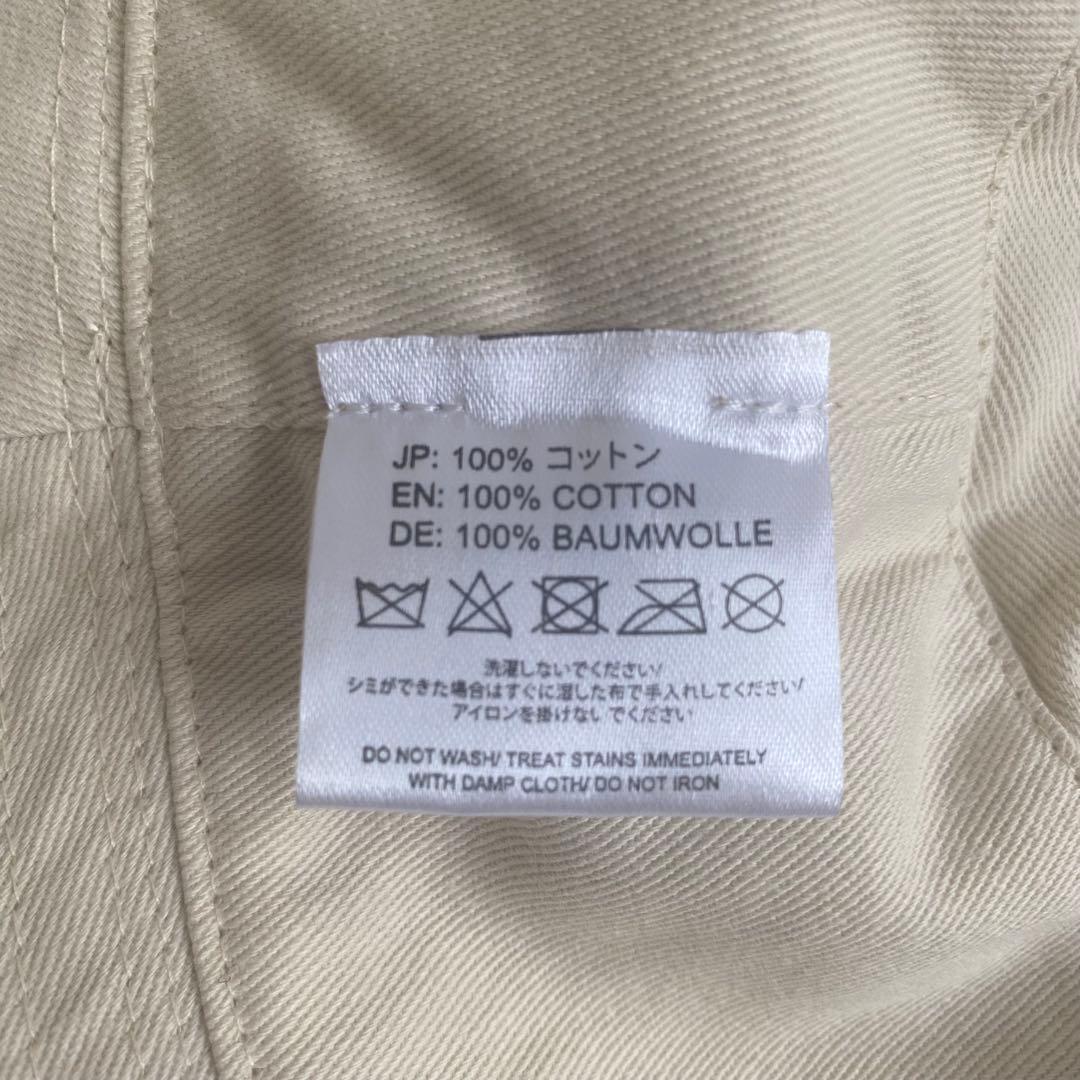 JP: 100% コットン
EN: 100% COTTON
DE: 100% BAUMWOLLE
洗濯しないでください/
シミができた場合はすぐに湿した布で手入れしてください/
アイロンを掛けないでください
DO NOT WASH/ TREAT STAINS IMMEDIATELY
WITH DAMP CLOTH/ DO NOT IRON